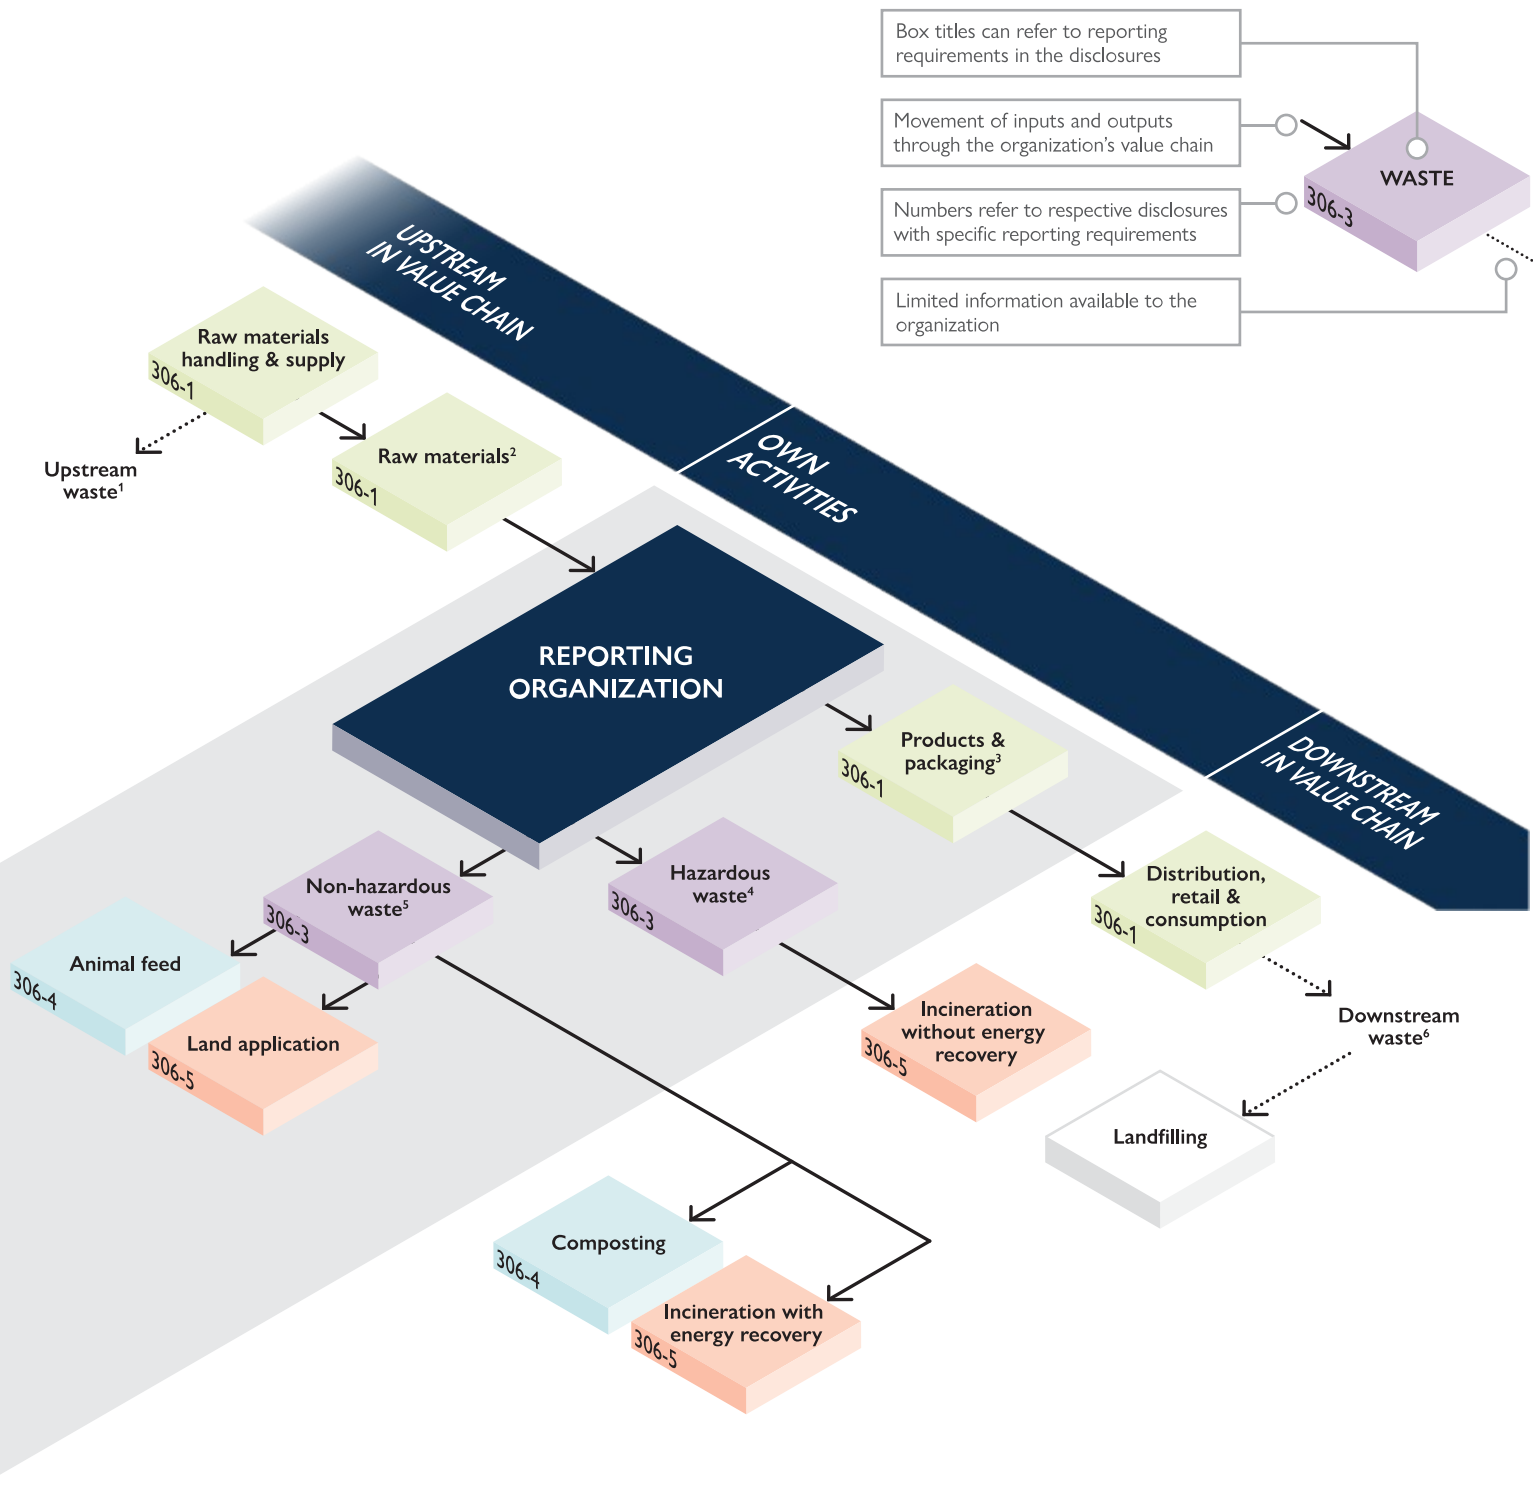 Box titles can refer to reporting
requirements in the disclosures
Movement of inputs and outputs
through the organization's value chain
Numbers refer to respective disclosures
with specific reporting requirements
Limited information available to the
organization
WASTE
306-3
UPSTREAM
IN VALUE CHAIN
OWN
ACTIVITIES
DOWNSTREAM
IN VALUE CHAIN
Raw materials
handling & supply
306-1
Upstream
waste¹
Raw materials²
306-1
REPORTING
ORGANIZATION
Products &
packaging³
306-1
Non-hazardous
waste⁵
306-3
Hazardous
waste⁴
306-3
Distribution,
retail &
consumption
306-1
Animal feed
306-4
Land application
306-5
Incineration
without energy
recovery
306-5
Downstream
waste⁶
Landfilling
Composting
306-4
Incineration with
energy recovery
306-5